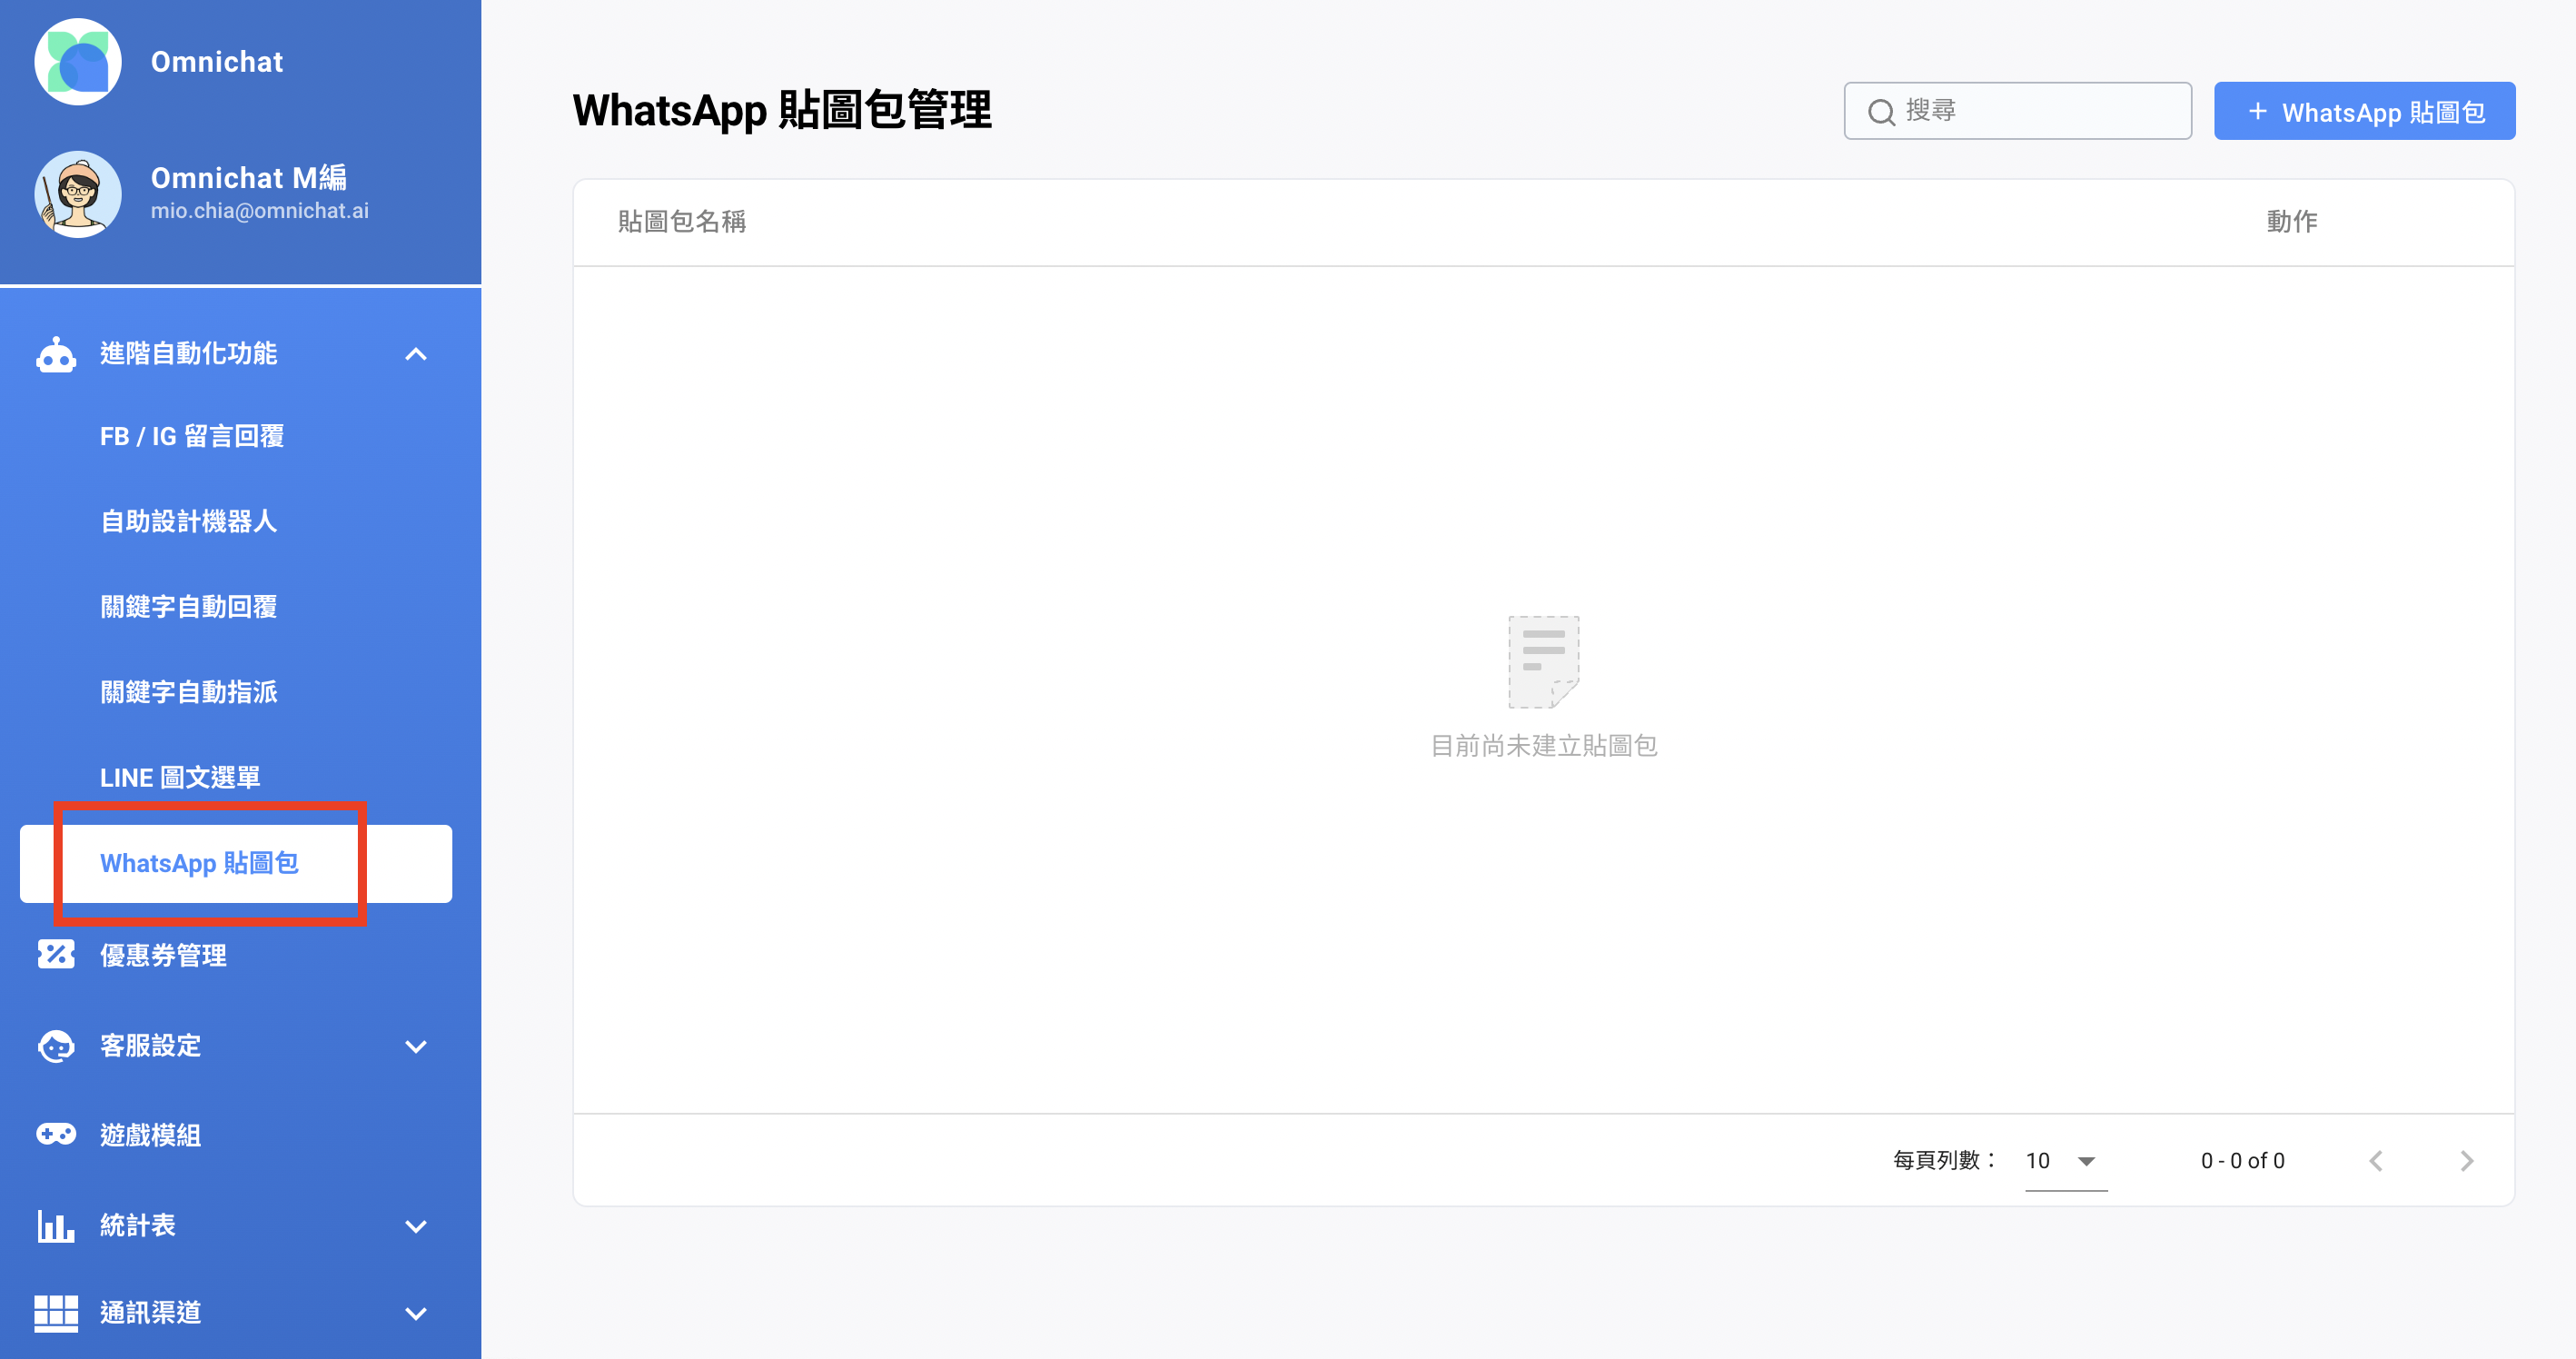 Omnichat
Omnichat M編
mio.chia@omnichat.ai
進階自動化功能
FB / IG 留言回覆
自助設計機器人
關鍵字自動回覆
關鍵字自動指派
LINE 圖文選單
WhatsApp 貼圖包
優惠券管理
客服設定
遊戲模組
統計表
通訊渠道
WhatsApp 貼圖包管理
搜尋
+ WhatsApp 貼圖包
貼圖包名稱 動作
目前尚未建立貼圖包
每頁列數： 10 0 - 0 of 0